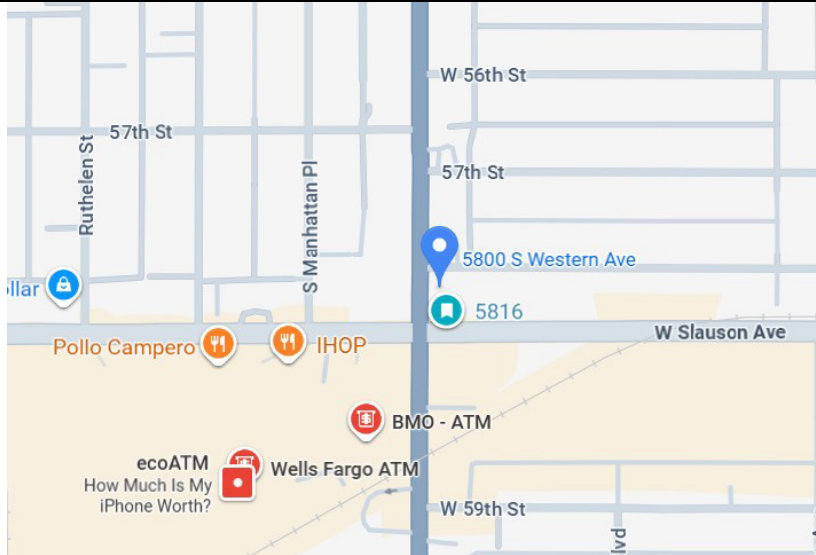 W 56th St
57th St
57th St
Ruthelen St
S Manhattan Pl
5800 S Western Ave
llar
5816
W Slauson Ave
Pollo Campero
IHOP
BMO - ATM
ecoATM
How Much Is My
iPhone Worth?
Wells Fargo ATM
W 59th St
lvd